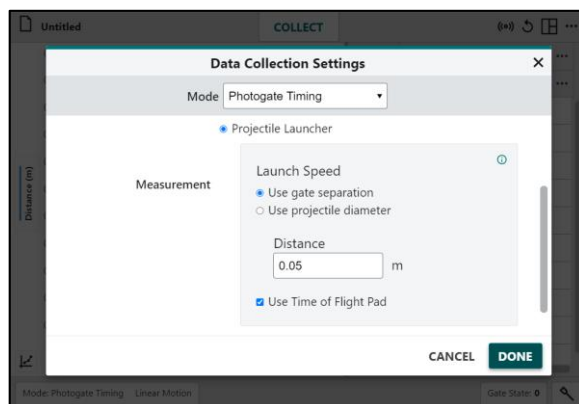 Untitled
COLLECT
Data Collection Settings
Mode Photogate Timing
Projectile Launcher
Measurement
Launch Speed
Use gate separation
Use projectile diameter
Distance
0.05 m
Use Time of Flight Pad
CANCEL DONE
Distance (m)
Mode: Photogate Timing Linear Motion
Gate State: 0